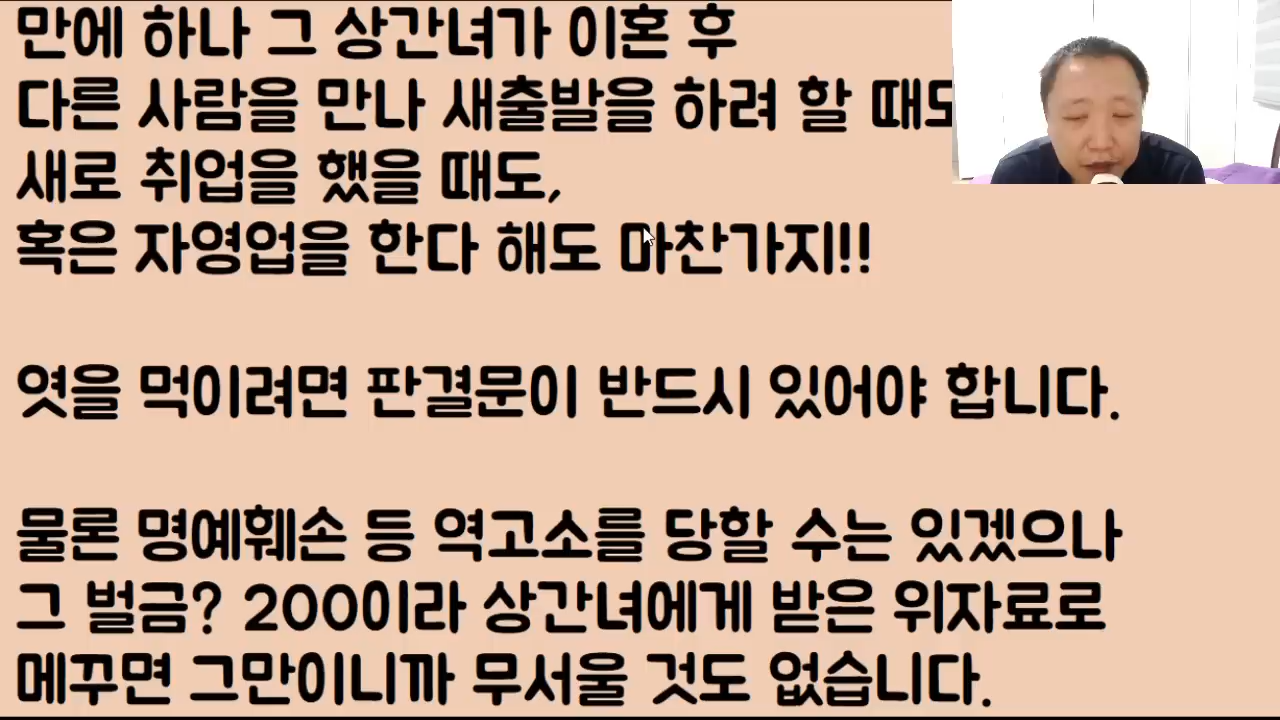 만에 하나 그 상간녀가 이혼 후
다른 사람을 만나 새출발을 하려 할 때도
새로 취업을 했을 때도,
혹은 자영업을 한다 해도 마찬가지!!
엿을 먹이려면 판결문이 반드시 있어야 합니다.
물론 명예훼손 등 역고소를 당할 수는 있겠으나
그 벌금? 200이라 상간녀에게 받은 위자료로
메꾸면 그만이니까 무서울 것도 없습니다.